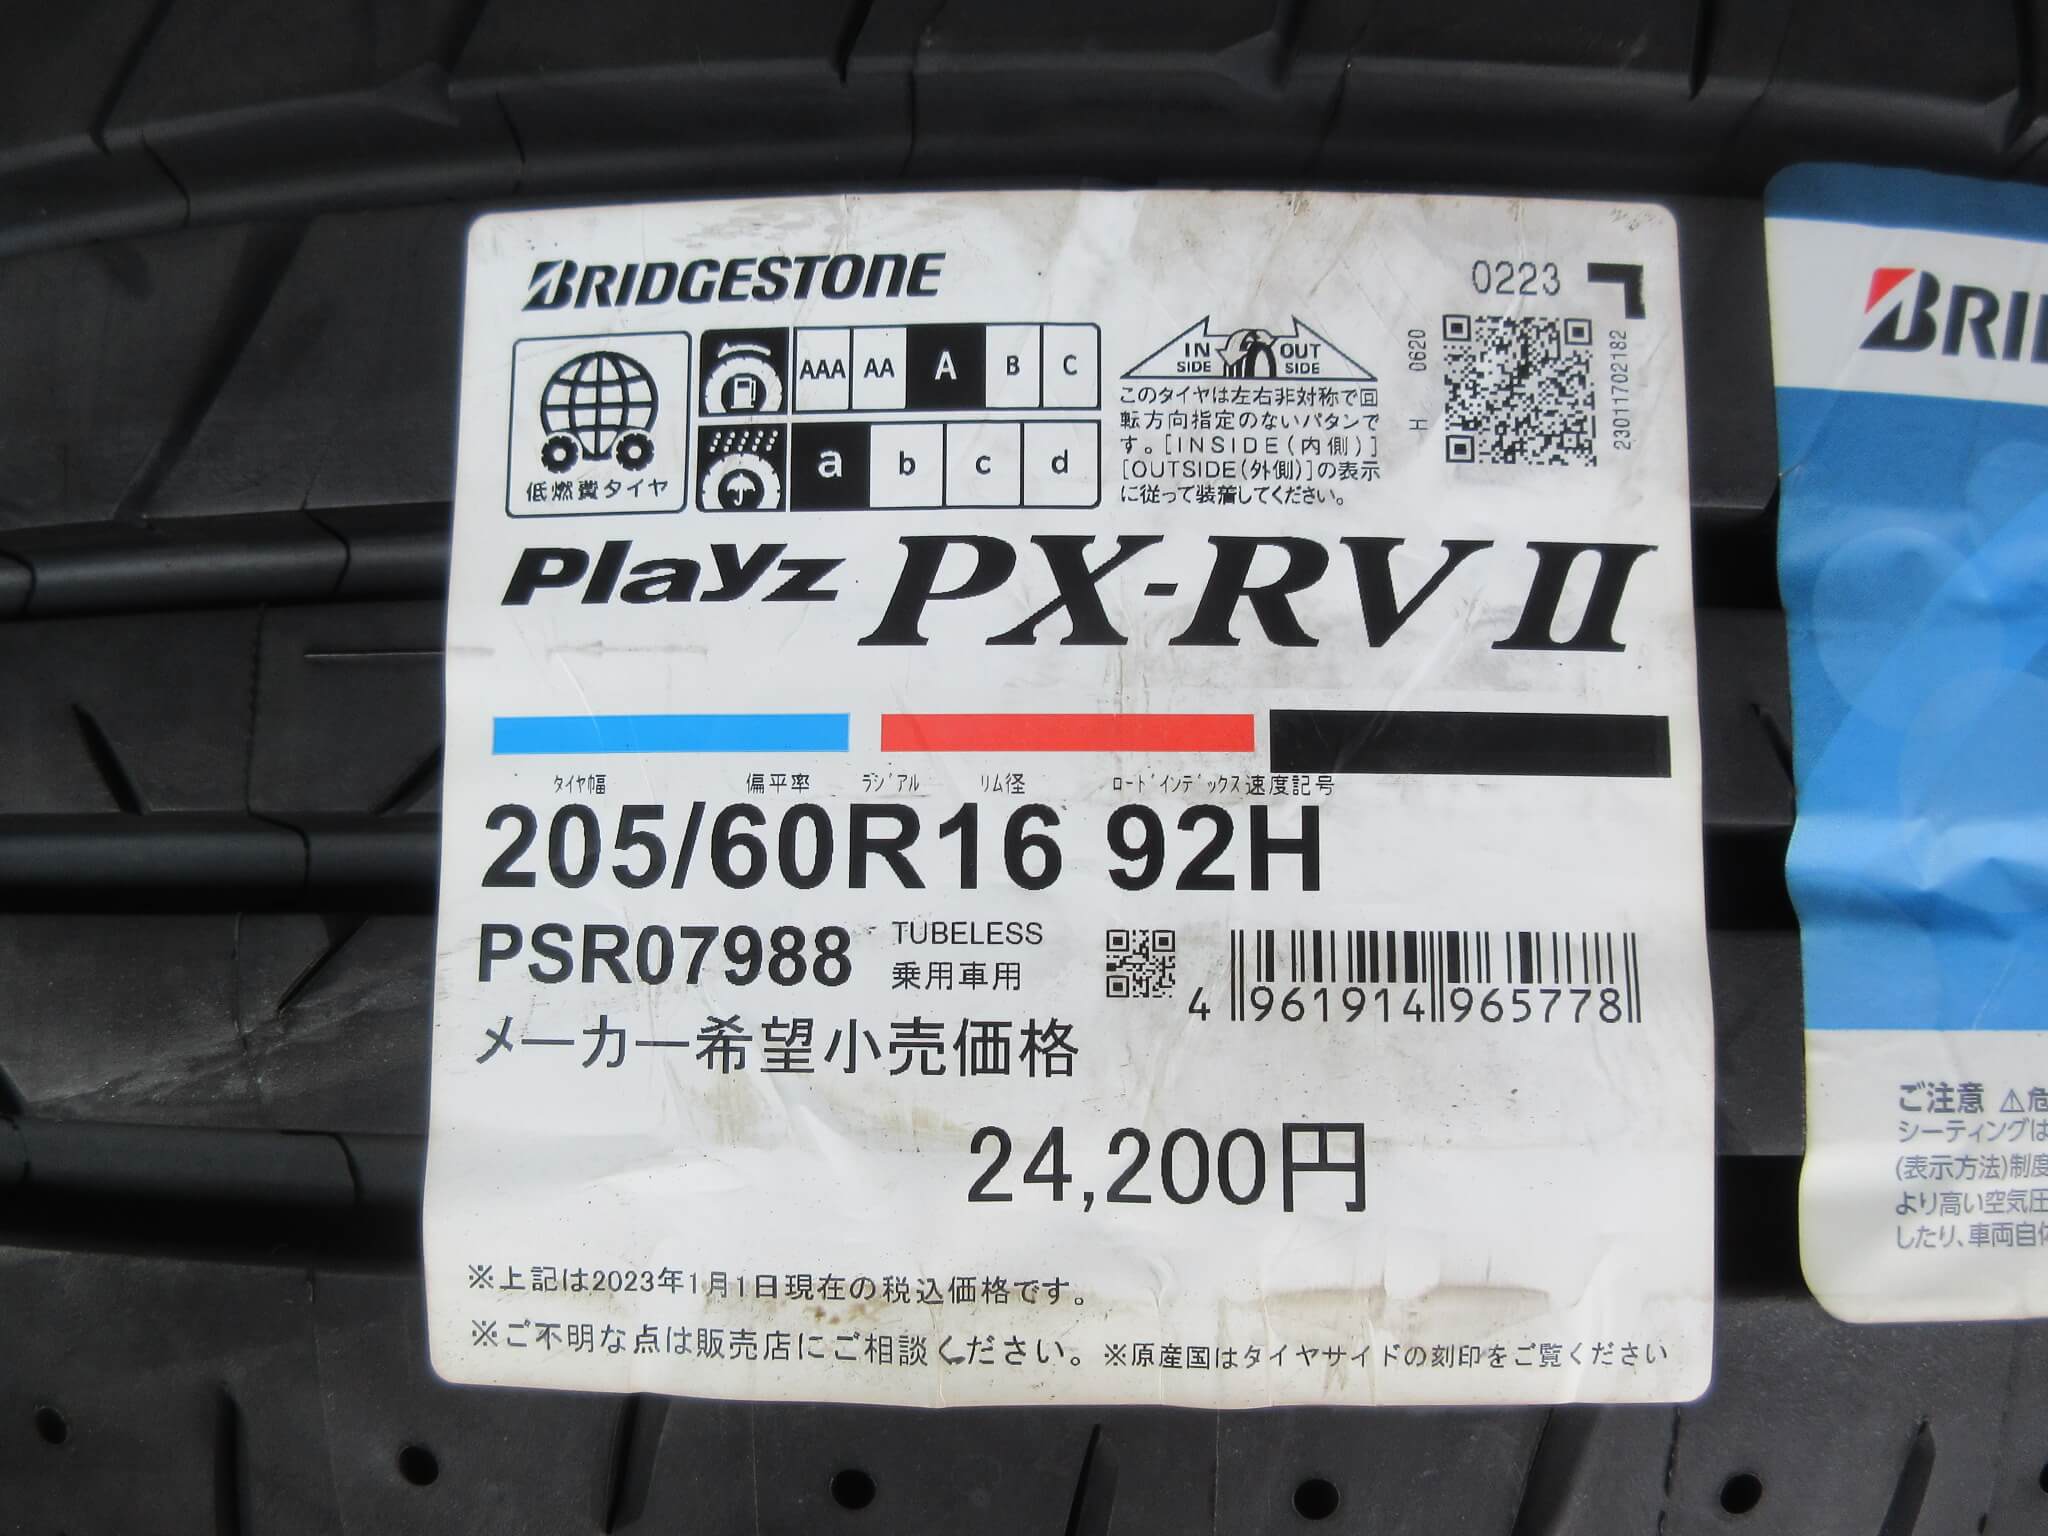 BRIDGESTONE
0223
低燃費タイヤ
AAA AA A B C
a b c d
IN SIDE OUT SIDE
このタイヤは左右非対称で回
転方向指定のないパタンで
す。[INSIDE(内側)]
[OUTSIDE(外側)]の表示
に従って装着してください。
H 0620
23011702182
Playz PX-RV II
タイヤ幅 偏平率 ラジアル リム径 ロードインデックス 速度記号
205/60R16 92H
PSR07988
TUBELESS
乗用車用
4 961914 965778
メーカー希望小売価格
24,200円
※上記は2023年1月1日現在の税込価格です。
※ご不明な点は販売店にご相談ください。 ※原産国はタイヤサイドの刻印をご覧ください
BRI
ご注意 ⚠危
シーティングは
(表示方法)制度
より高い空気圧
したり、車両自体